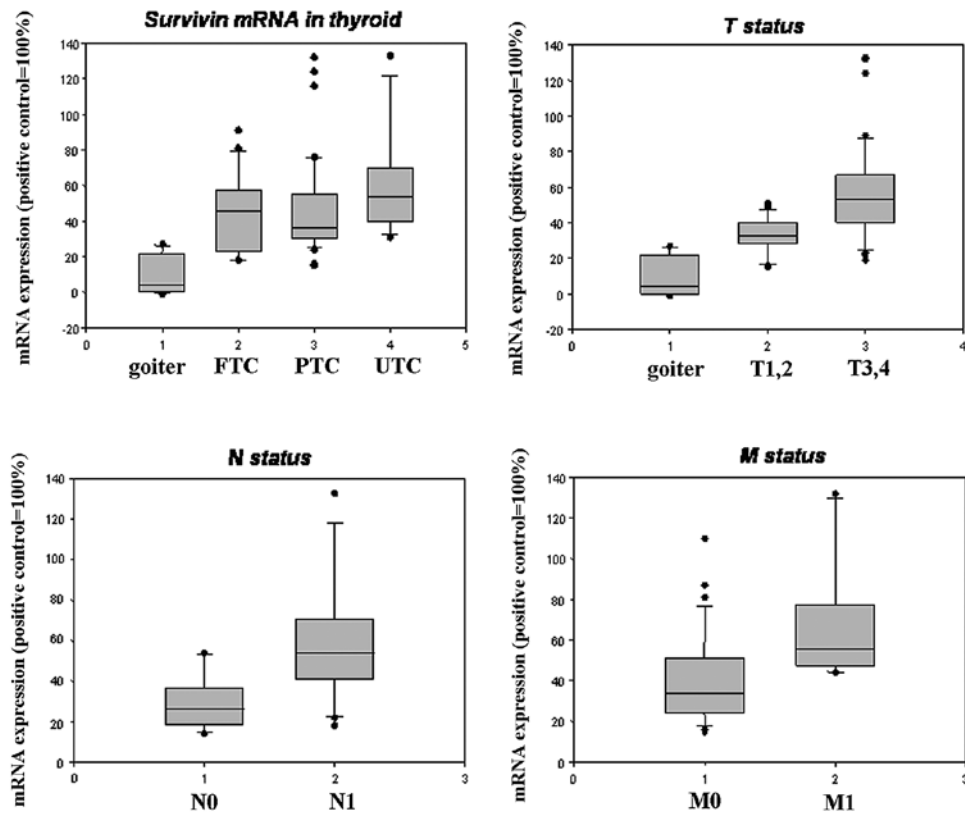 Survivin mRNA in thyroid
mRNA expression (positive control=100%)
140
120
100
80
60
40
20
0
-20
0 1 2 3 4 5
goiter FTC PTC UTC
T status
mRNA expression (positive control=100%)
140
120
100
80
60
40
20
0
-20
0 1 2 3 4
goiter T1,2 T3,4
N status
mRNA expression (positive control=100%)
140
120
100
80
60
40
20
0
0 1 2 3
N0 N1
M status
mRNA expression (positive control=100%)
140
120
100
80
60
40
20
0
0 1 2 3
M0 M1